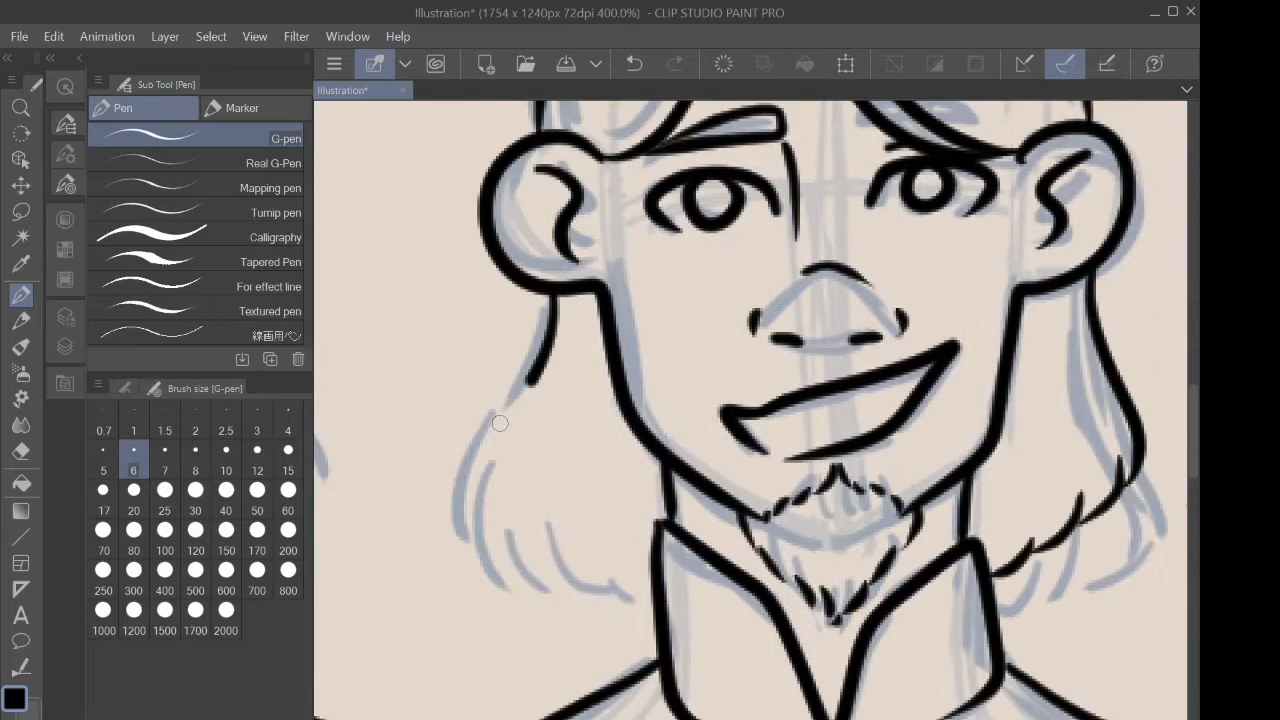 Illustration* (1754 x 1240px 72dpi 400.0%) - CLIP STUDIO PAINT PRO
File Edit Animation Layer Select View Filter Window Help
Sub Tool [Pen]
Illustration*
Pen Marker
G-pen
Real G-Pen
Mapping pen
Turnip pen
Calligraphy
Tapered Pen
For effect line
Textured pen
線画用ペン
Brush size [G-pen]
0.7 1 1.5 2 2.5 3 4
5 6 7 8 10 12 15
17 20 25 30 40 50 60
70 80 100 120 150 170 200
250 300 400 500 600 700 800
1000 1200 1500 1700 2000